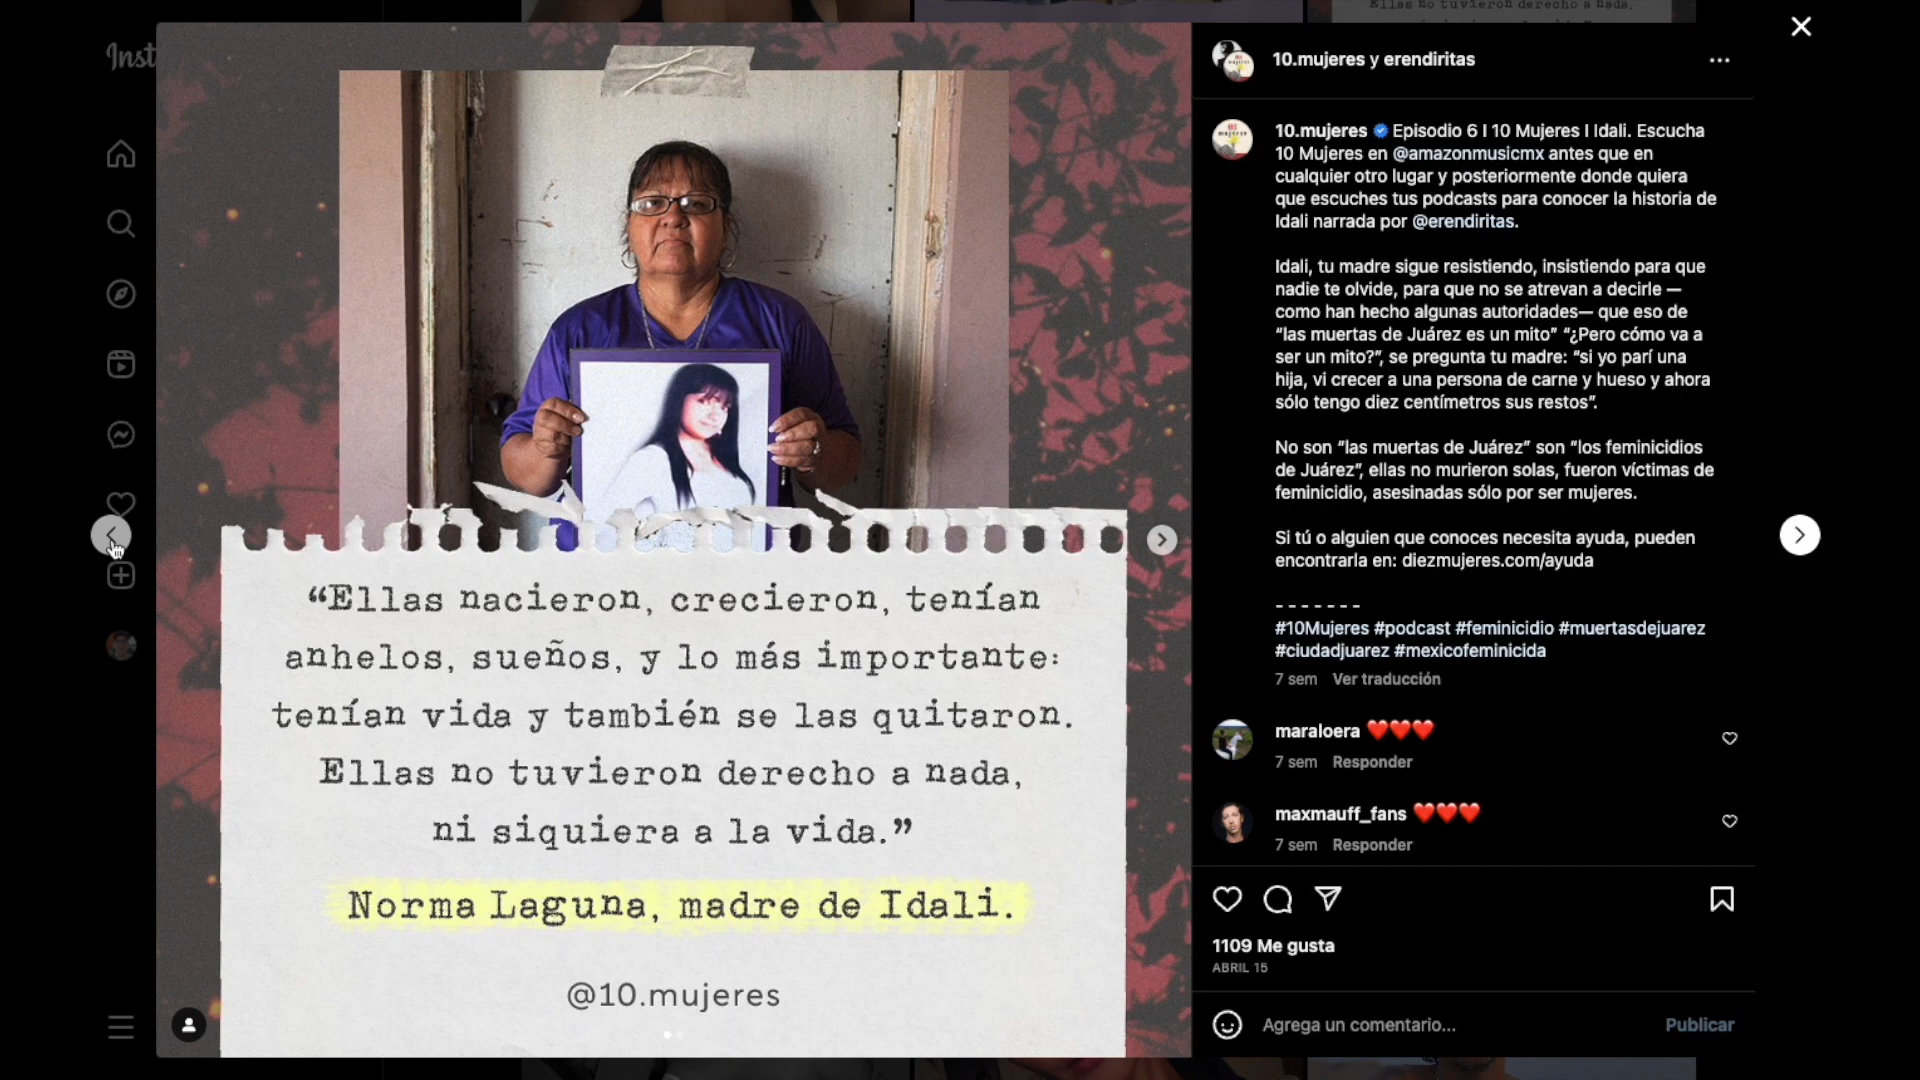 Ellas no tuvieron derecho a nada,
Inst
“Ellas nacieron, crecieron, tenían
anhelos, sueños, y lo más importante:
tenían vida y también se las quitaron.
Ellas no tuvieron derecho a nada,
ni siquiera a la vida.”
Norma Laguna, madre de Idali.
@10.mujeres
10.mujeres y erendiritas
10.mujeres Episodio 6 I 10 Mujeres I Idali. Escucha
10 Mujeres en @amazonmusicmx antes que en
cualquier otro lugar y posteriormente donde quiera
que escuches tus podcasts para conocer la historia de
Idali narrada por @erendiritas.
Idali, tu madre sigue resistiendo, insistiendo para que
nadie te olvide, para que no se atrevan a decirle —
como han hecho algunas autoridades— que eso de
“las muertas de Juárez es un mito” “¿Pero cómo va a
ser un mito?”, se pregunta tu madre: “si yo parí una
hija, vi crecer a una persona de carne y hueso y ahora
sólo tengo diez centímetros sus restos”.
No son “las muertas de Juárez” son “los feminicidios
de Juárez”, ellas no murieron solas, fueron víctimas de
feminicidio, asesinadas sólo por ser mujeres.
Si tú o alguien que conoces necesita ayuda, pueden
encontrarla en: diezmujeres.com/ayuda
- - - - - - -
#10Mujeres #podcast #feminicidio #muertasdejuarez
#ciudadjuarez #mexicofeminicida
7 sem Ver traducción
maraloera ❤️❤️❤️
7 sem Responder
maxmauff_fans ❤️❤️❤️
7 sem Responder
1109 Me gusta
ABRIL 15
Agrega un comentario... Publicar